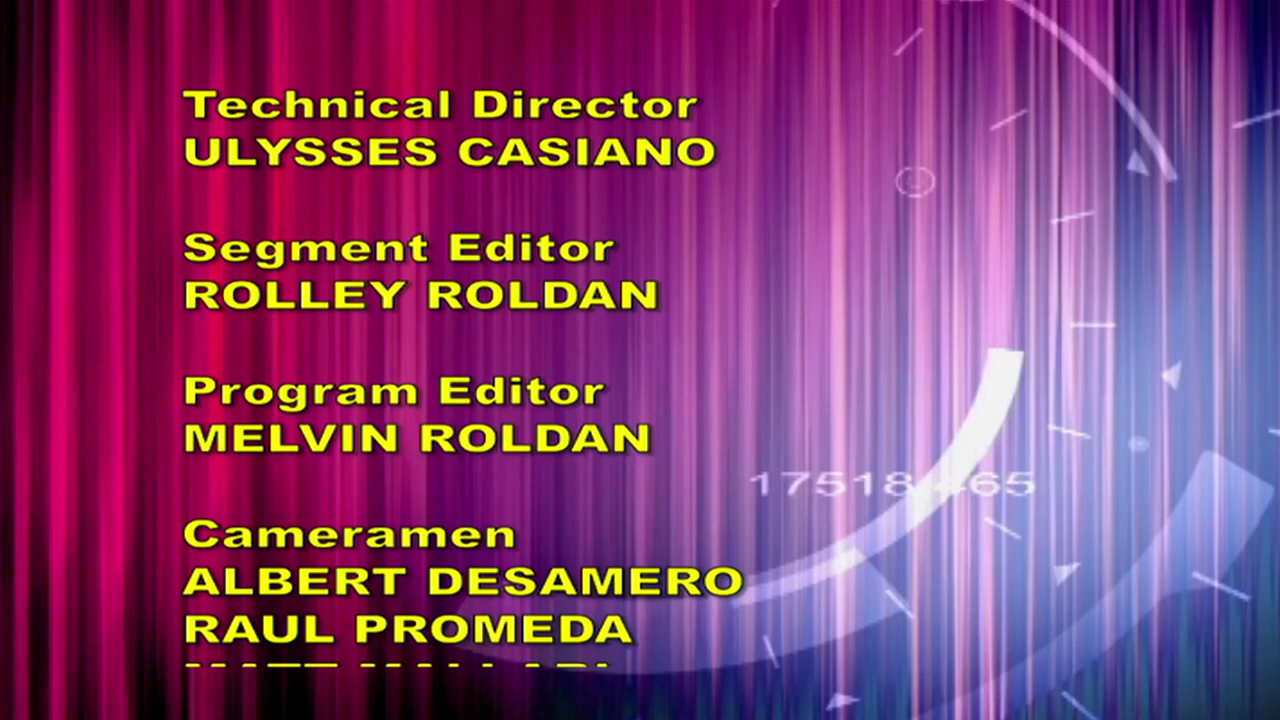 Technical Director
ULYSSES CASIANO
Segment Editor
ROLLEY ROLDAN
Program Editor
MELVIN ROLDAN
Cameramen
ALBERT DESAMERO
RAUL PROMEDA